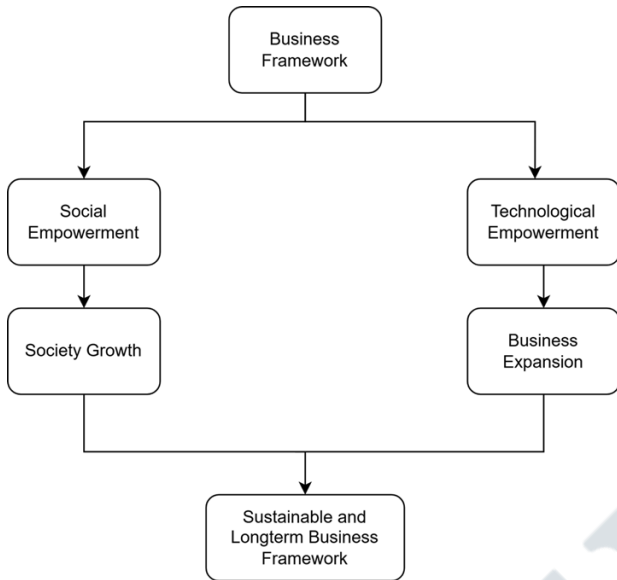 Business
Framework
Social
Empowerment
Technological
Empowerment
Society Growth
Business
Expansion
Sustainable and
Longterm Business
Framework